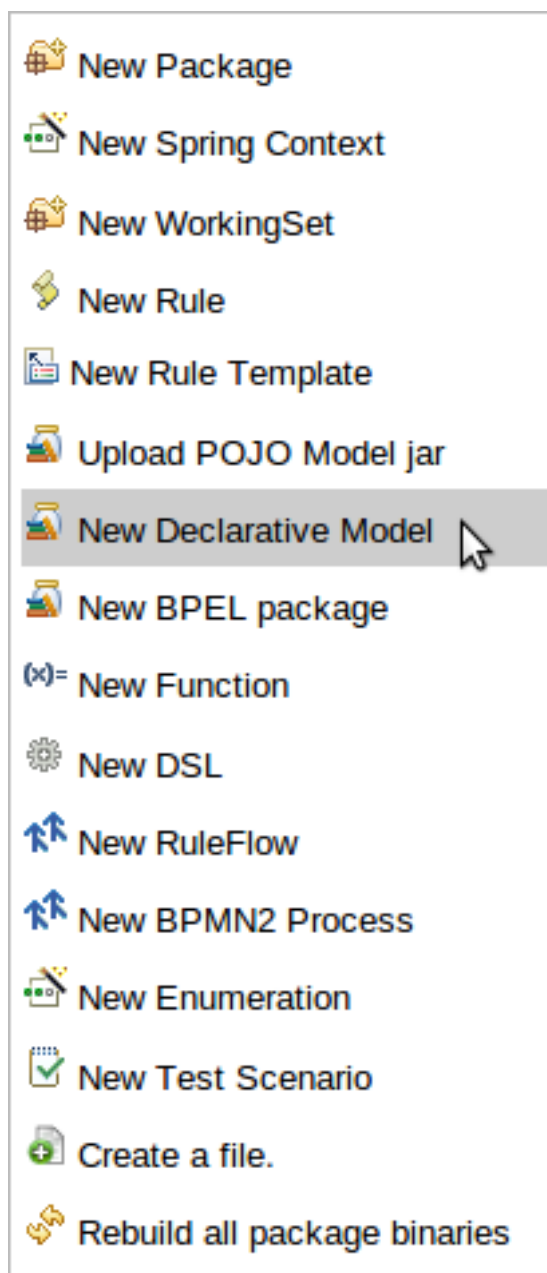 New Package
New Spring Context
New WorkingSet
New Rule
New Rule Template
Upload POJO Model jar
New Declarative Model
New BPEL package
(x)= New Function
New DSL
New RuleFlow
New BPMN2 Process
New Enumeration
New Test Scenario
Create a file.
Rebuild all package binaries